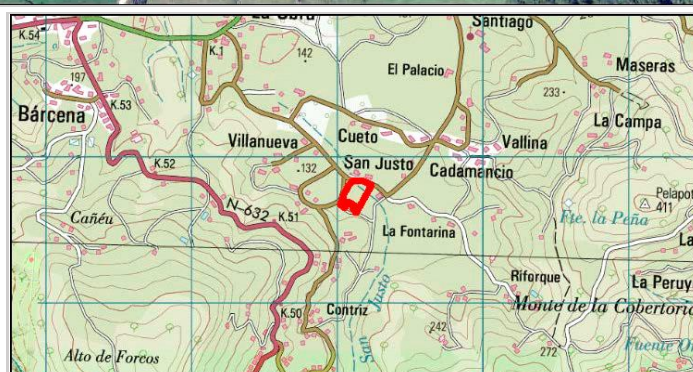 La Obra
K.54
Santiago
K.1
142
El Palacio
Maseras
197
K.53
233
Bárcena
La Campa
Villanueva
Cueto
Vallina
San Justo
Cadamancio
K.52
132
N-632
K.51
Pelapot
411
Cañéu
Fte. la Peña
La Fontarina
La
Riforque
La Peruy
Justo
K.50
Contriz
Monte de la Cobertoria
242
San
Alto de Forcos
272